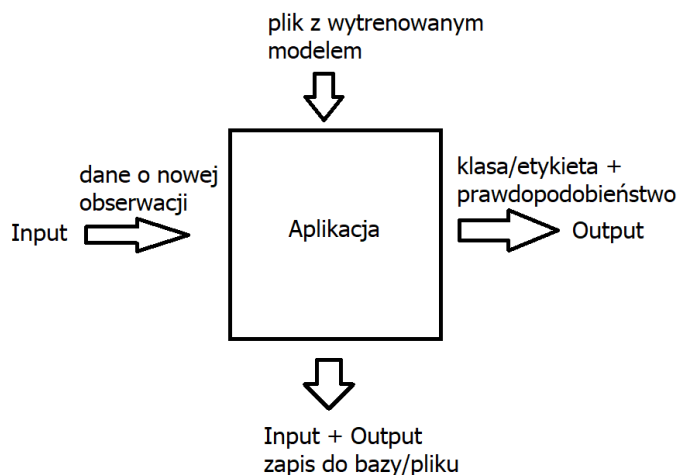 plik z wytrenowanym
modelem
dane o nowej
obserwacji
Input
Aplikacja
klasa/etykieta +
prawdopodobieństwo
Output
Input + Output
zapis do bazy/pliku